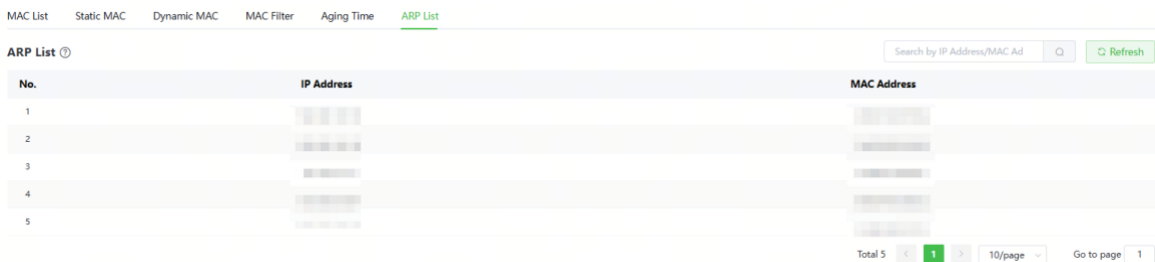 MAC List Static MAC Dynamic MAC MAC Filter Aging Time ARP List
ARP List Search by IP Address/MAC Ad Refresh
No. IP Address MAC Address
1
2
3
4
5
Total 5 1 10/page Go to page 1